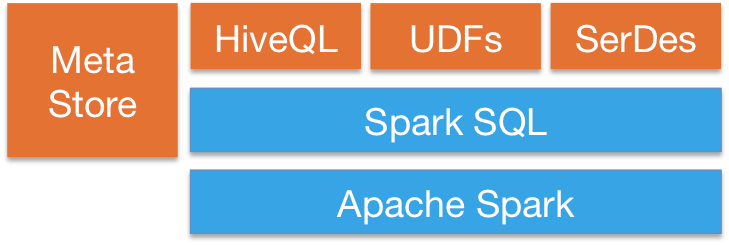 Meta
Store
HiveQL
UDFs
SerDes
Spark SQL
Apache Spark